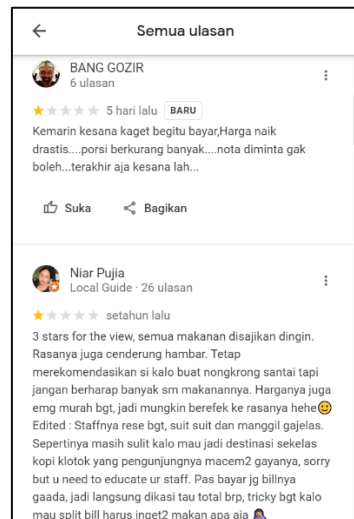 Semua ulasan
BANG GOZIR
6 ulasan
5 hari lalu BARU
Kemarin kesana kaget begitu bayar,Harga naik
drastis....porsi berkurang banyak....nota diminta gak
boleh...terakhir aja kesana lah...
Suka Bagikan
Niar Pujia
Local Guide · 26 ulasan
setahun lalu
3 stars for the view, semua makanan disajikan dingin.
Rasanya juga cenderung hambar. Tetap
merekomendasikan si kalo buat nongkrong santai tapi
jangan berharap banyak sm makanannya. Harganya juga
emg murah bgt, jadi mungkin berefek ke rasanya hehe😊
Edited : Staffnya rese bgt, suit suit dan manggil gajelas.
Sepertinya masih sulit kalo mau jadi destinasi sekelas
kopi klotok yang pengunjungnya macem2 gayanya, sorry
but u need to educate ur staff. Pas bayar jg billnya
gaada, jadi langsung dikasi tau total brp, tricky bgt kalo
mau split bill harus inget2 makan apa aja 🤦🏽‍♀️